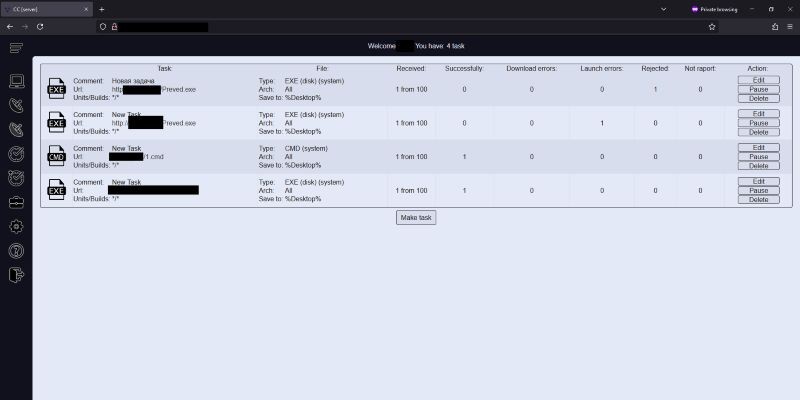 CC [server]
Private browsing
Welcome You have: 4 task
Task: File: Received: Successfully: Download errors: Launch errors: Rejected: Not raport: Action:
Comment: Новая задача Type: EXE (disk) (system) Edit
EXE Url: http Preved.exe Arch: All 1 from 100 0 0 0 1 0 Pause
Units/Builds: */* Save to: %Desktop% Delete
Comment: New Task Type: EXE (disk) (system) Edit
EXE Url: http:/ Preved.exe Arch: All 1 from 100 0 0 1 0 0 Pause
Units/Builds: */* Save to: %Desktop% Delete
Comment: New Task Type: CMD (system) Edit
CMD Url: /1.cmd Arch: All 1 from 100 1 0 0 0 0 Pause
Units/Builds: */* Save to: %Desktop% Delete
Comment: New Task Type: EXE (disk) (system) Edit
EXE Url: Arch: All 1 from 100 1 0 0 0 0 Pause
Units/Builds: */* Save to: %Desktop% Delete
Make task